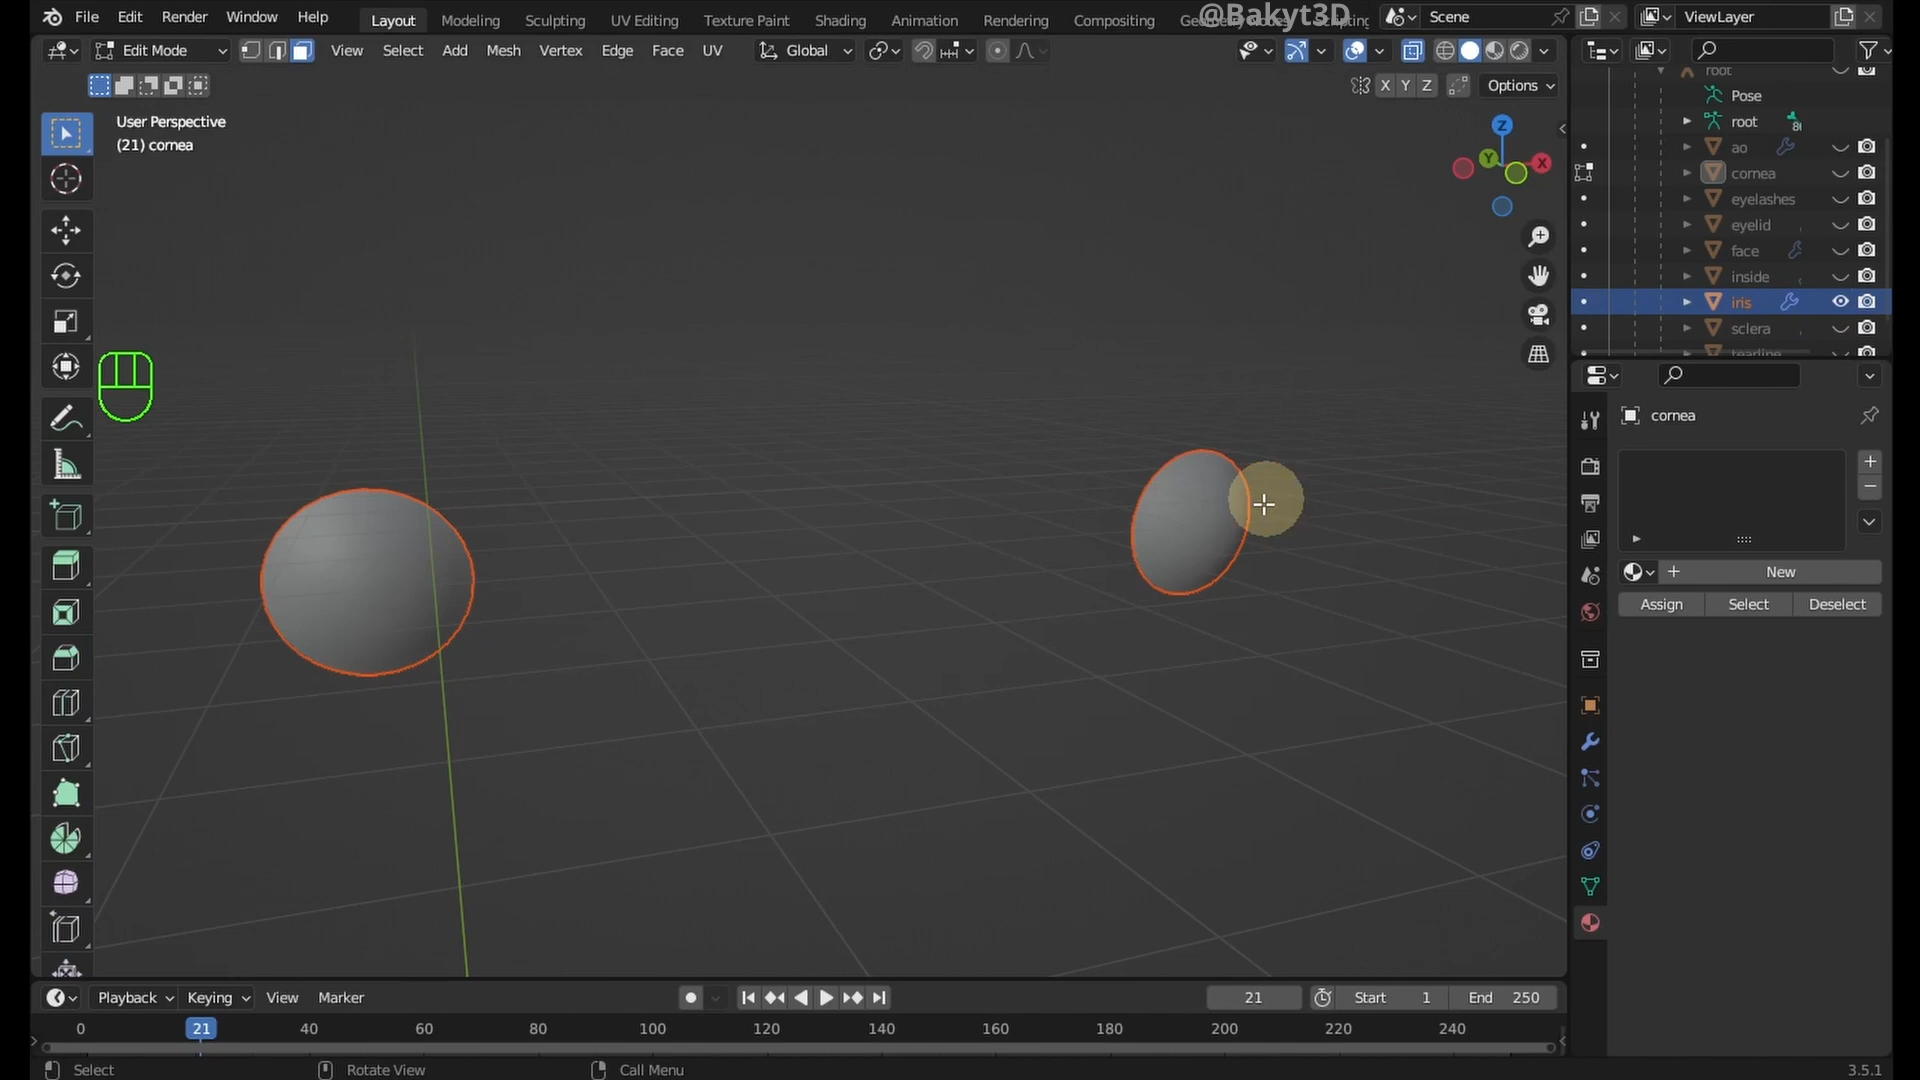 File Edit Render Window Help
Layout Modeling Sculpting UV Editing Texture Paint Shading Animation Rendering Compositing
@Bakyt3D
Scene
ViewLayer
Edit Mode View Select Add Mesh Vertex Edge Face UV Global
X Y Z Options
User Perspective
(21) cornea
Z
Y
X
root
Pose
root
ao
cornea
eyelashes
eyelid
face
inside
iris
sclera
tearline
cornea
+
−
+ New
Assign Select Deselect
Playback Keying View Marker
21 Start 1 End 250
0 21 40 60 80 100 120 140 160 180 200 220 240
Select Rotate View Call Menu 3.5.1